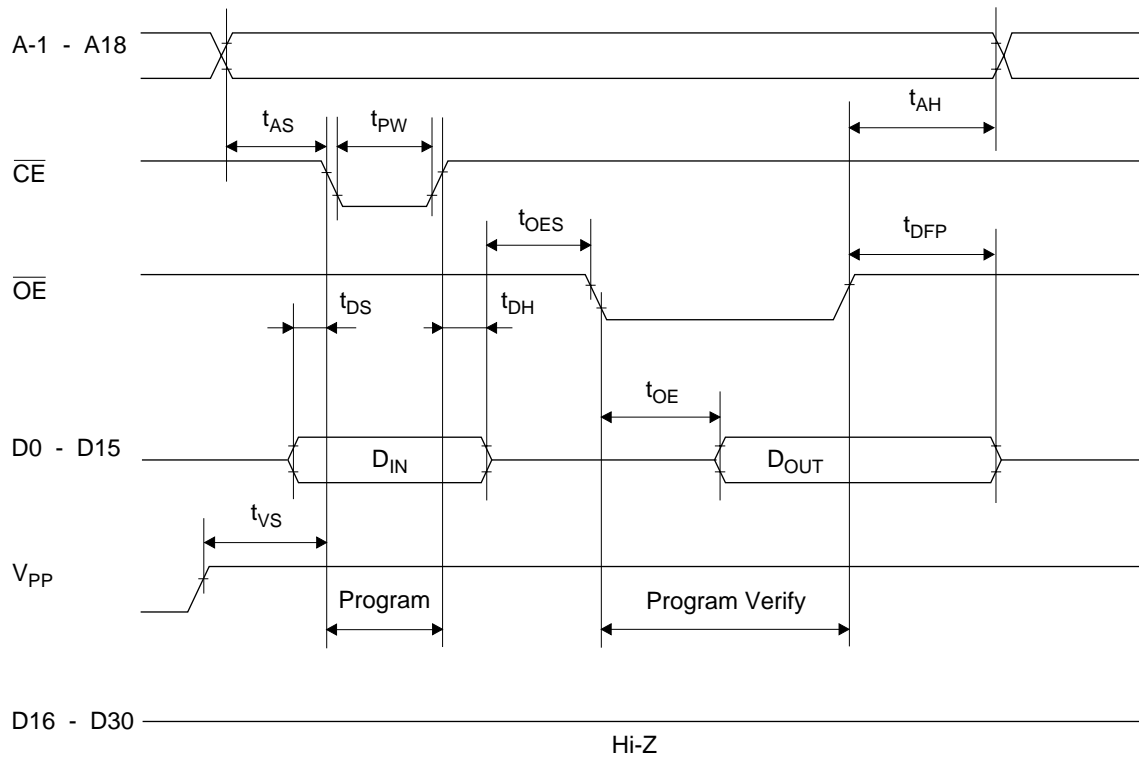 A-1 - A18
tAH
tAS
tPW
CE
tOES
tDFP
OE
tDS
tDH
tOE
D0 - D15
DIN
DOUT
tVS
VPP
Program
Program Verify
D16 - D30
Hi-Z